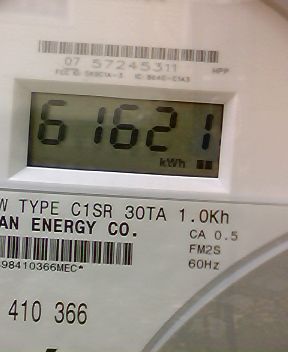 07 57245311
HPP
61621
kWh
W TYPE C1SR 30TA 1.0Kh
AN ENERGY CO.
CA 0.5
FM2S
60Hz
98410366MEC*
410 366